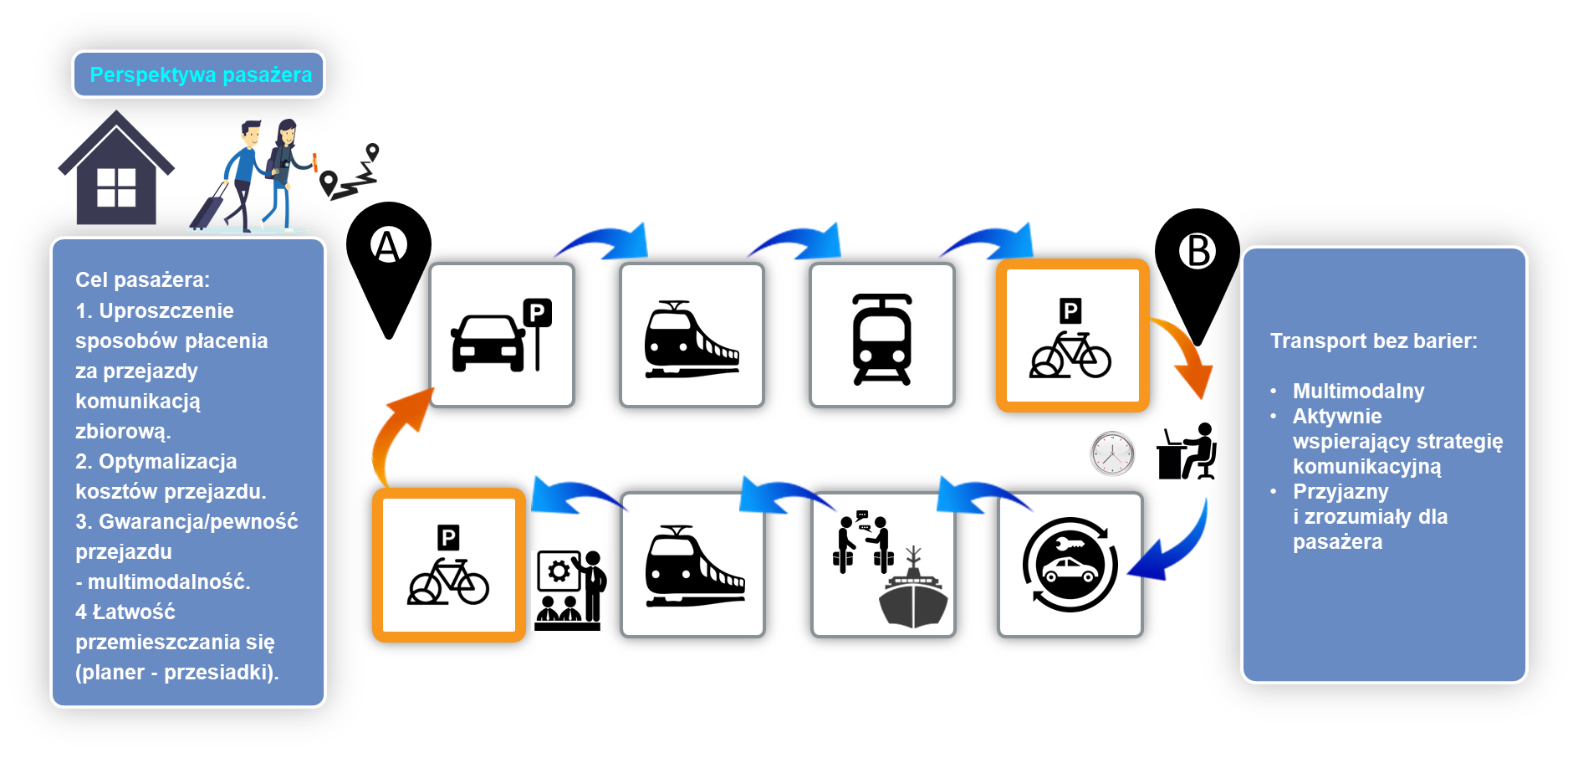 Perspektywa pasażera
Cel pasażera:
1. Uproszczenie
sposobów płacenia
za przejazdy
komunikacją
zbiorową.
2. Optymalizacja
kosztów przejazdu.
3. Gwarancja/pewność
przejazdu
- multimodalność.
4 Łatwość
przemieszczania się
(planer - przesiadki).
A
P
P
B
P
Transport bez barier:
• Multimodalny
• Aktywnie
wspierający strategię
komunikacyjną
• Przyjazny
i zrozumiały dla
pasażera